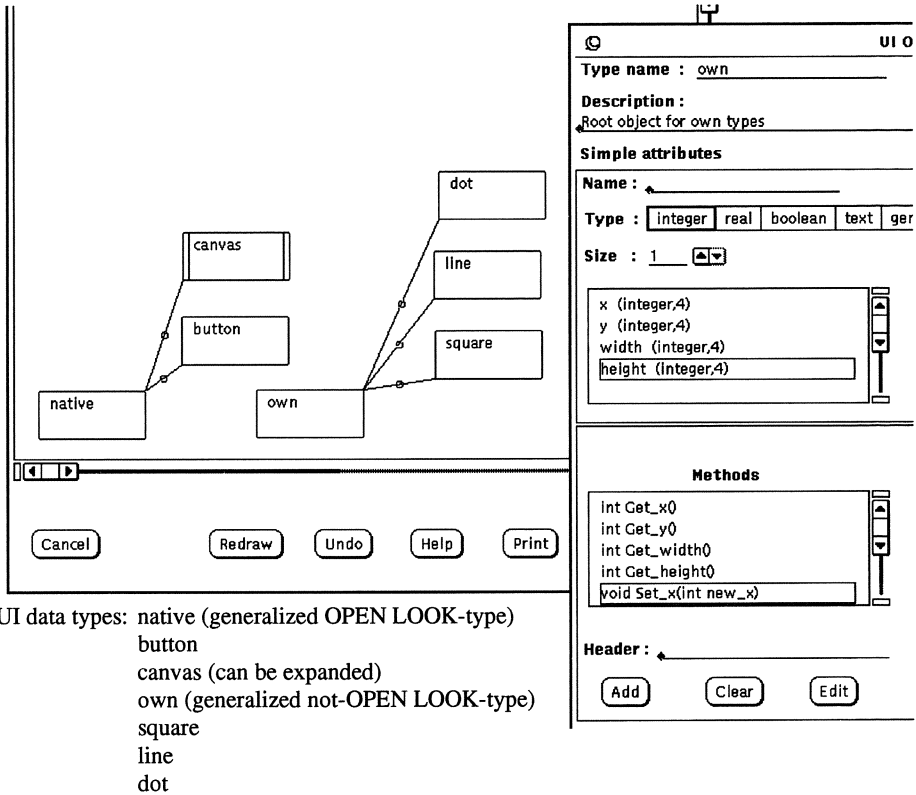 dot
canvas
line
button
square
native
own
Cancel
Redraw
Undo
Help
Print
UI data types: native (generalized OPEN LOOK-type)
button
canvas (can be expanded)
own (generalized not-OPEN LOOK-type)
square
line
dot
UI O
Type name : own
Description :
Root object for own types
Simple attributes
Name :
Type : integer real boolean text ger
Size : 1
x (integer,4)
y (integer,4)
width (integer,4)
height (integer,4)
Methods
int Get_x()
int Get_y()
int Get_width()
int Get_height()
void Set_x(int new_x)
Header :
Add
Clear
Edit